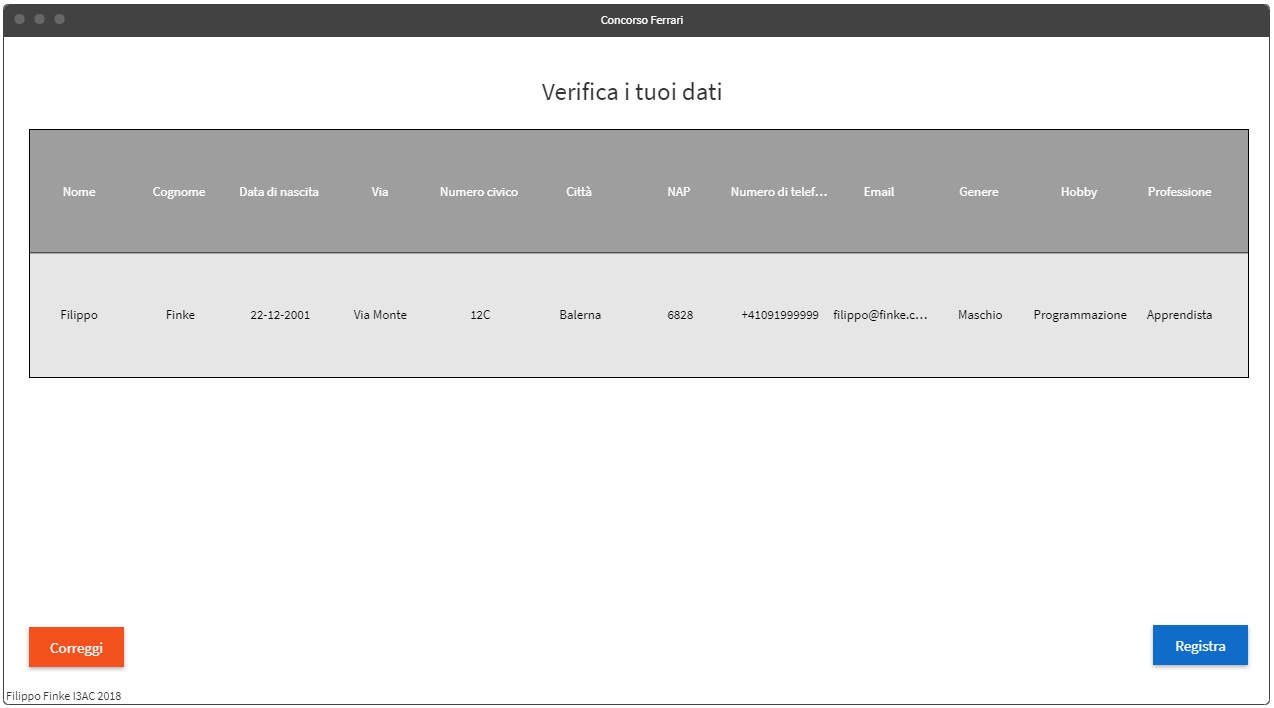 Concorso Ferrari
Verifica i tuoi dati
Nome Cognome Data di nascita Via Numero civico Città NAP Numero di telef... Email Genere Hobby Professione
Filippo Finke 22-12-2001 Via Monte 12C Balerna 6828 +41091999999 filippo@finke.c... Maschio Programmazione Apprendista
Correggi Registra
Filippo Finke I3AC 2018